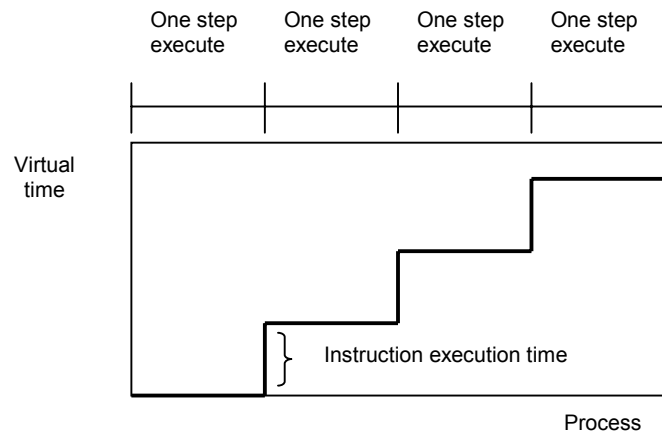 One step
execute
One step
execute
One step
execute
One step
execute
Virtual
time
Instruction execution time
Process